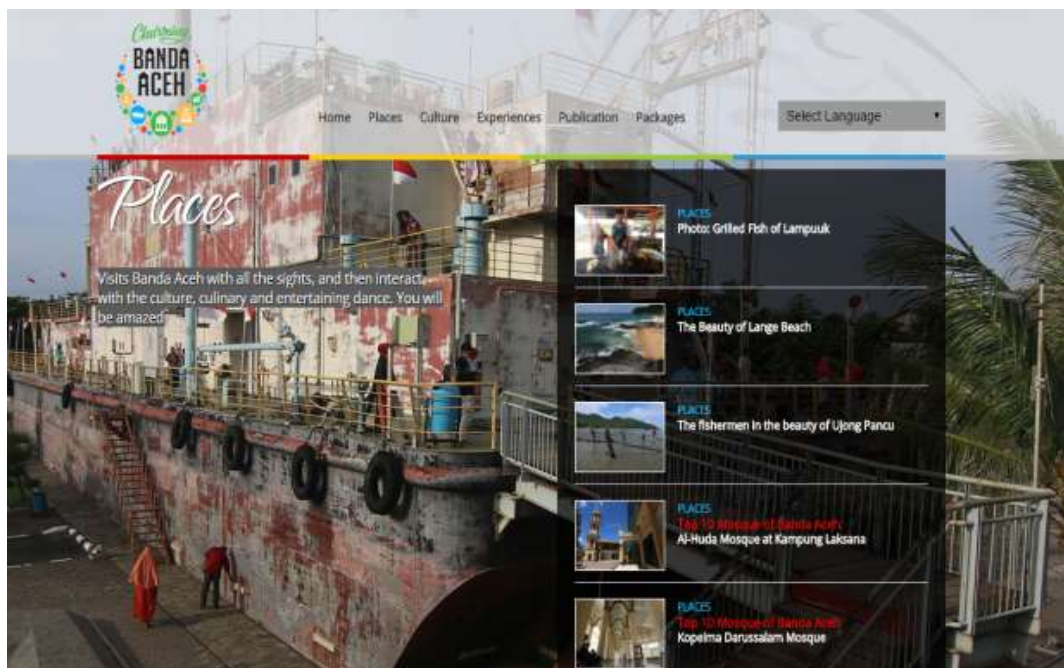 Charming
BANDA
ACEH
Home Places Culture Experiences Publication Packages
Select Language
Places
Visits Banda Aceh with all the sights, and then interact
with the culture, culinary and entertaining dance. You will
be amazed
PLACES
Photo: Grilled Fish of Lampuuk
PLACES
The Beauty of Lange Beach
PLACES
The fishermen in the beauty of Ujong Pancu
PLACES
Top 10 Mosque of Banda Aceh:
Al-Huda Mosque at Kampung Laksana
PLACES
Top 10 Mosque of Banda Aceh:
Kopelma Darussalam Mosque